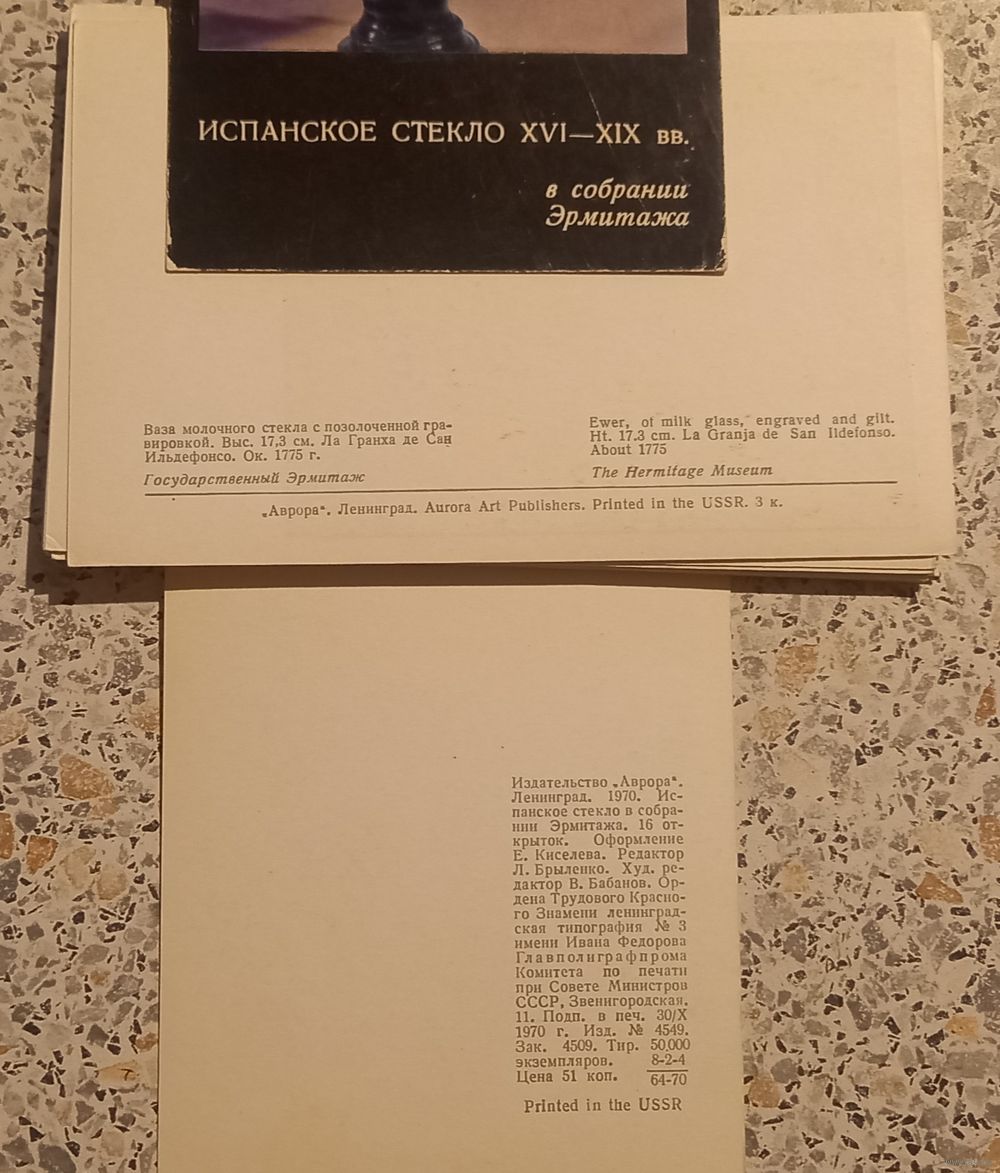 ИСПАНСКОЕ СТЕКЛО XVI—XIX вв.
в собрании
Эрмитажа
Ваза молочного стекла с позолоченной гра-
вировкой. Выс. 17,3 см. Ла Гранха де Сан
Ильдефонсо. Ок. 1775 г.
Государственный Эрмитаж
Ewer, of milk glass, engraved and gilt.
Ht. 17.3 cm. La Granja de San Ildefonso.
About 1775
The Hermitage Museum
„Аврора“. Ленинград. Aurora Art Publishers. Printed in the USSR. 3 к.
Издательство „Аврора“.
Ленинград. 1970. Ис-
панское стекло в собра-
нии Эрмитажа. 16 от-
крыток. Оформление
Е. Киселева. Редактор
Л. Брыленко. Худ. ре-
дактор В. Бабанов. Ор-
дена Трудового Красно-
го Знамени ленинград-
ская типография № 3
имени Ивана Федорова
Главполиграфпрома
Комитета по печати
при Совете Министров
СССР, Звенигородская,
11. Подп. в печ. 30/X
1970 г. Изд. № 4549.
Зак. 4509. Тир. 50,000
экземпляров. 8-2-4
Цена 51 коп. 64-70
Printed in the USSR